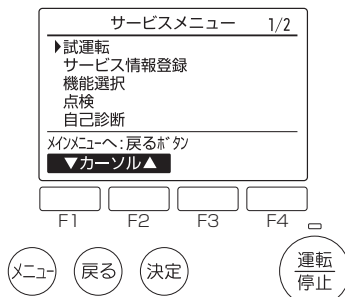 サービスメニュー 1/2
▶試運転
サービス情報登録
機能選択
点検
自己診断
ﾒｲﾝﾒﾆｭｰへ:戻るﾎﾞﾀﾝ
▼カーソル▲
F1 F2 F3 F4
メニュー 戻る 決定 運転
停止